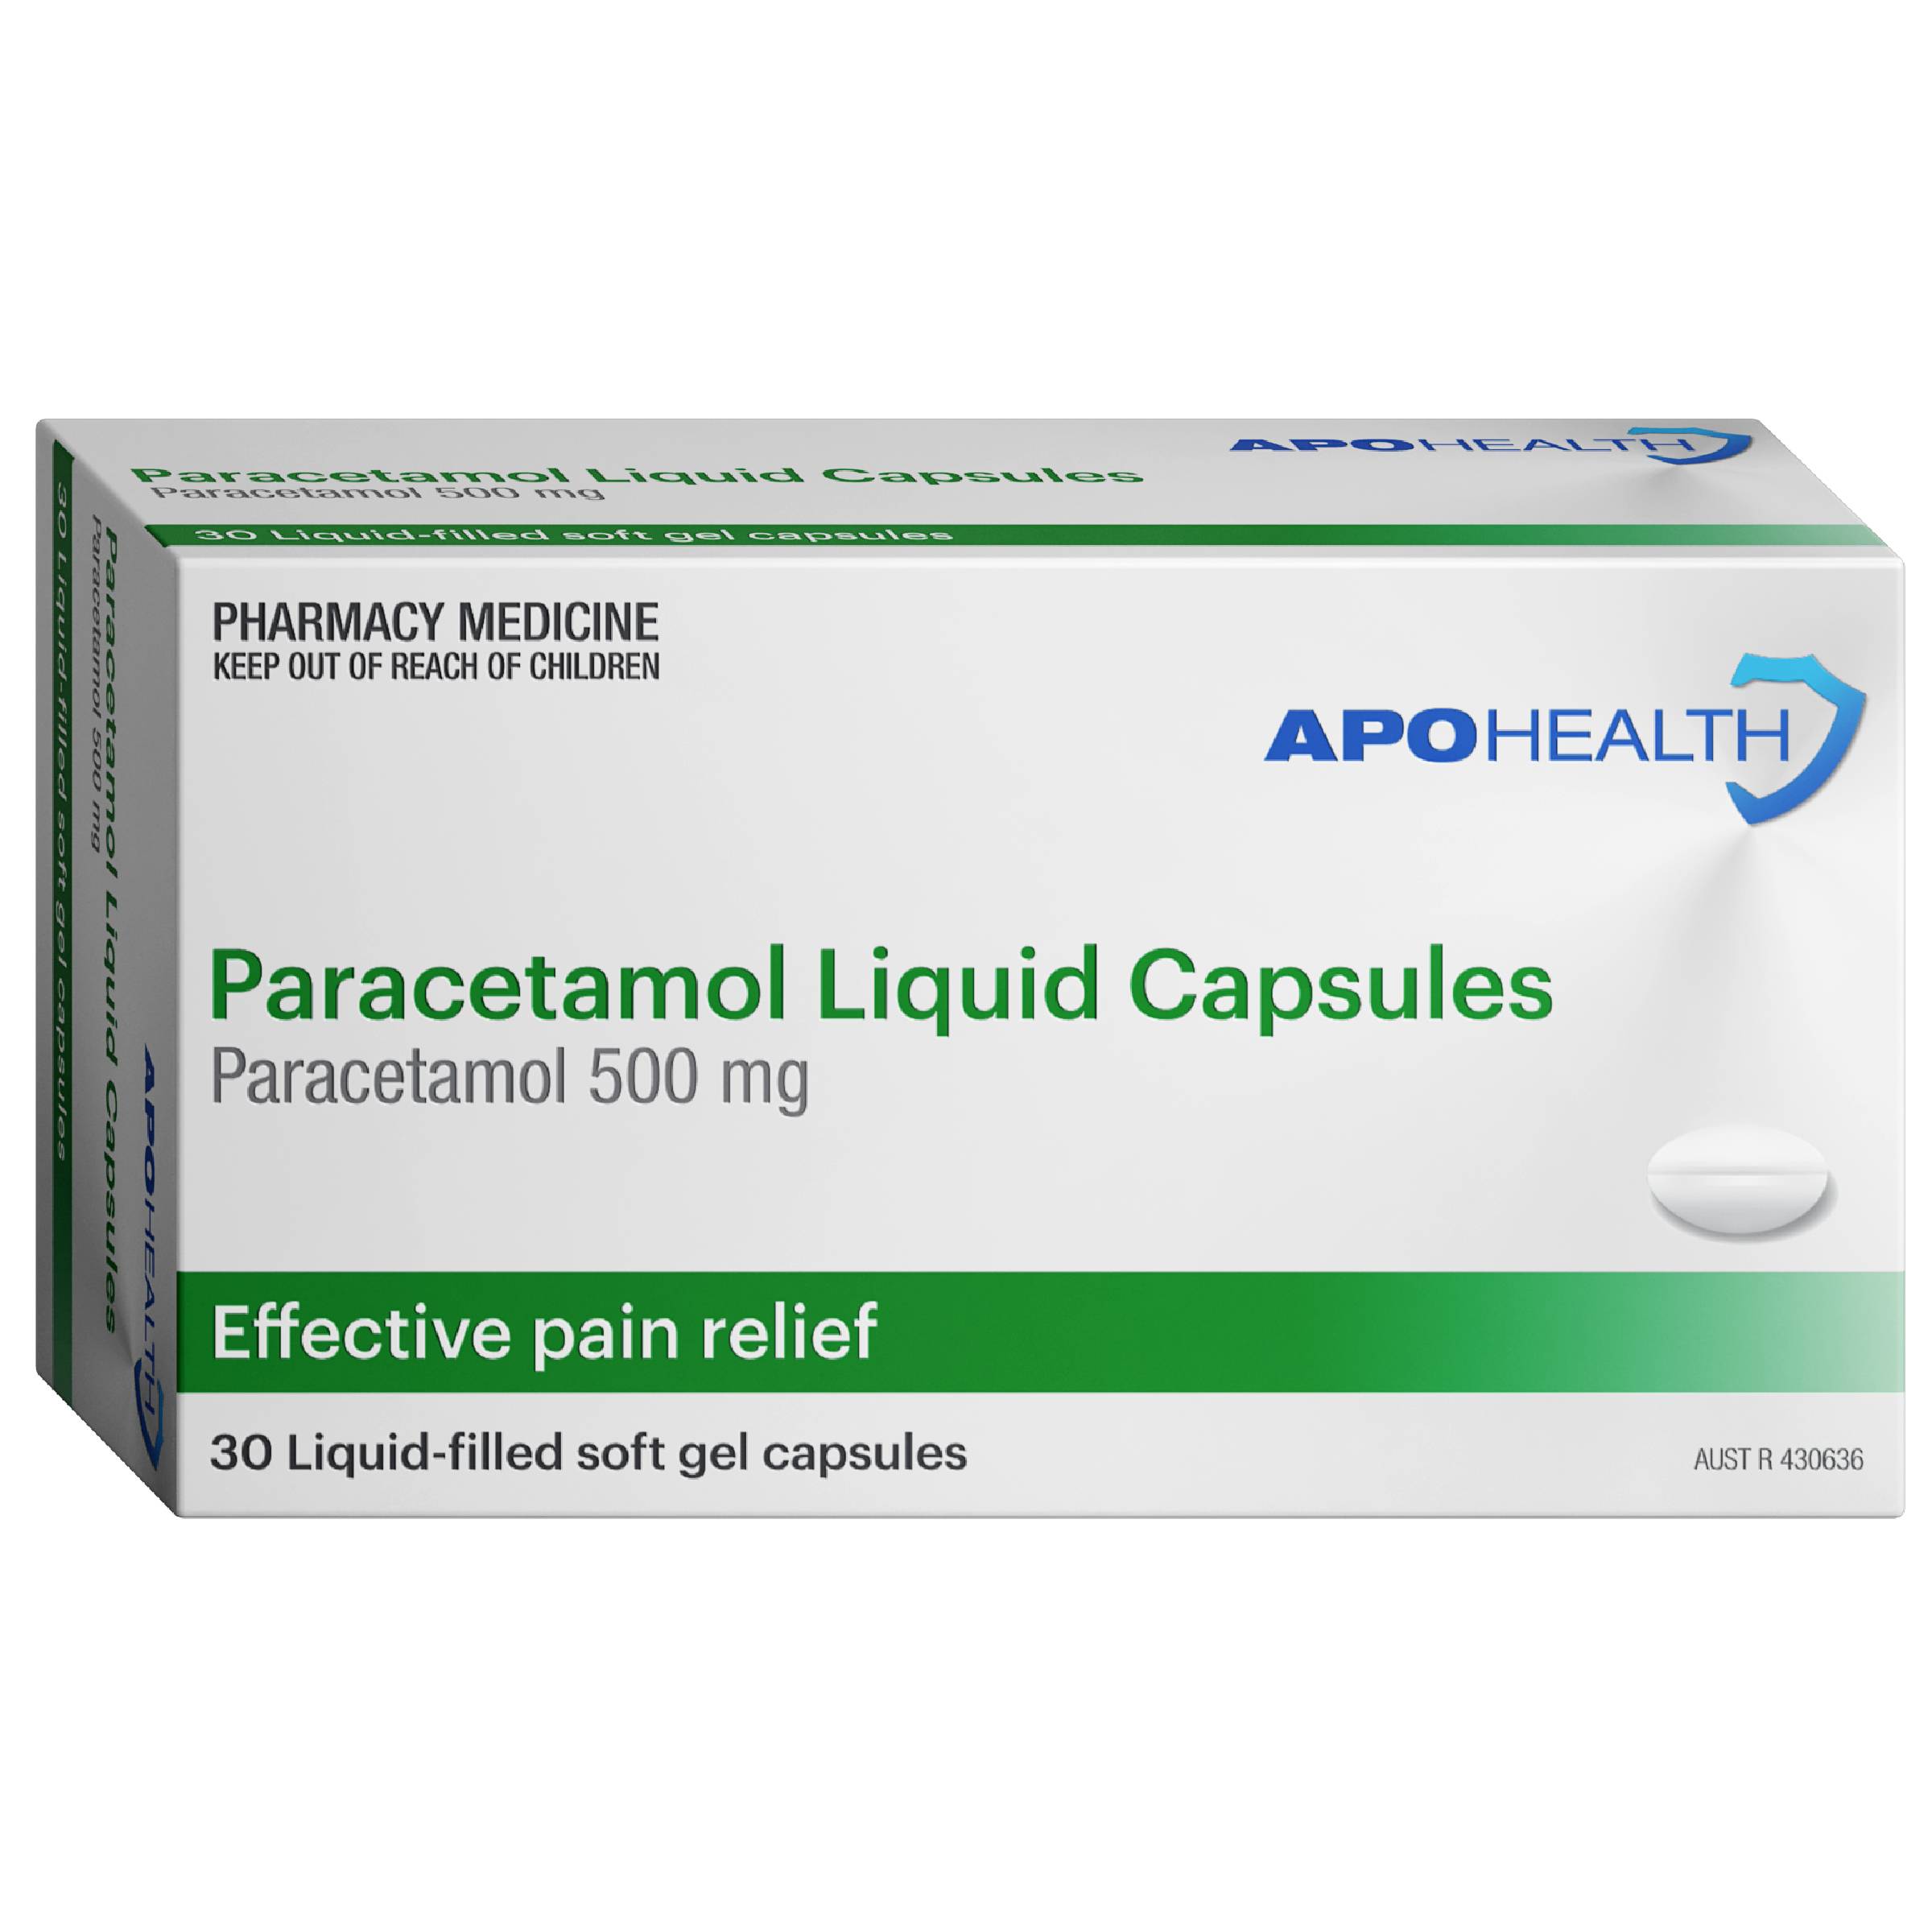 Paracetamol Liquid Capsules
Paracetamol 500 mg
APOHEALTH
30 Liquid-filled soft gel capsules
PHARMACY MEDICINE
KEEP OUT OF REACH OF CHILDREN
APOHEALTH
Paracetamol Liquid Capsules
Paracetamol 500 mg
Effective pain relief
30 Liquid-filled soft gel capsules
AUST R 430636
30 Liquid-filled soft gel capsules
Paracetamol Liquid Capsules
Paracetamol 500 mg
APOHEALTH